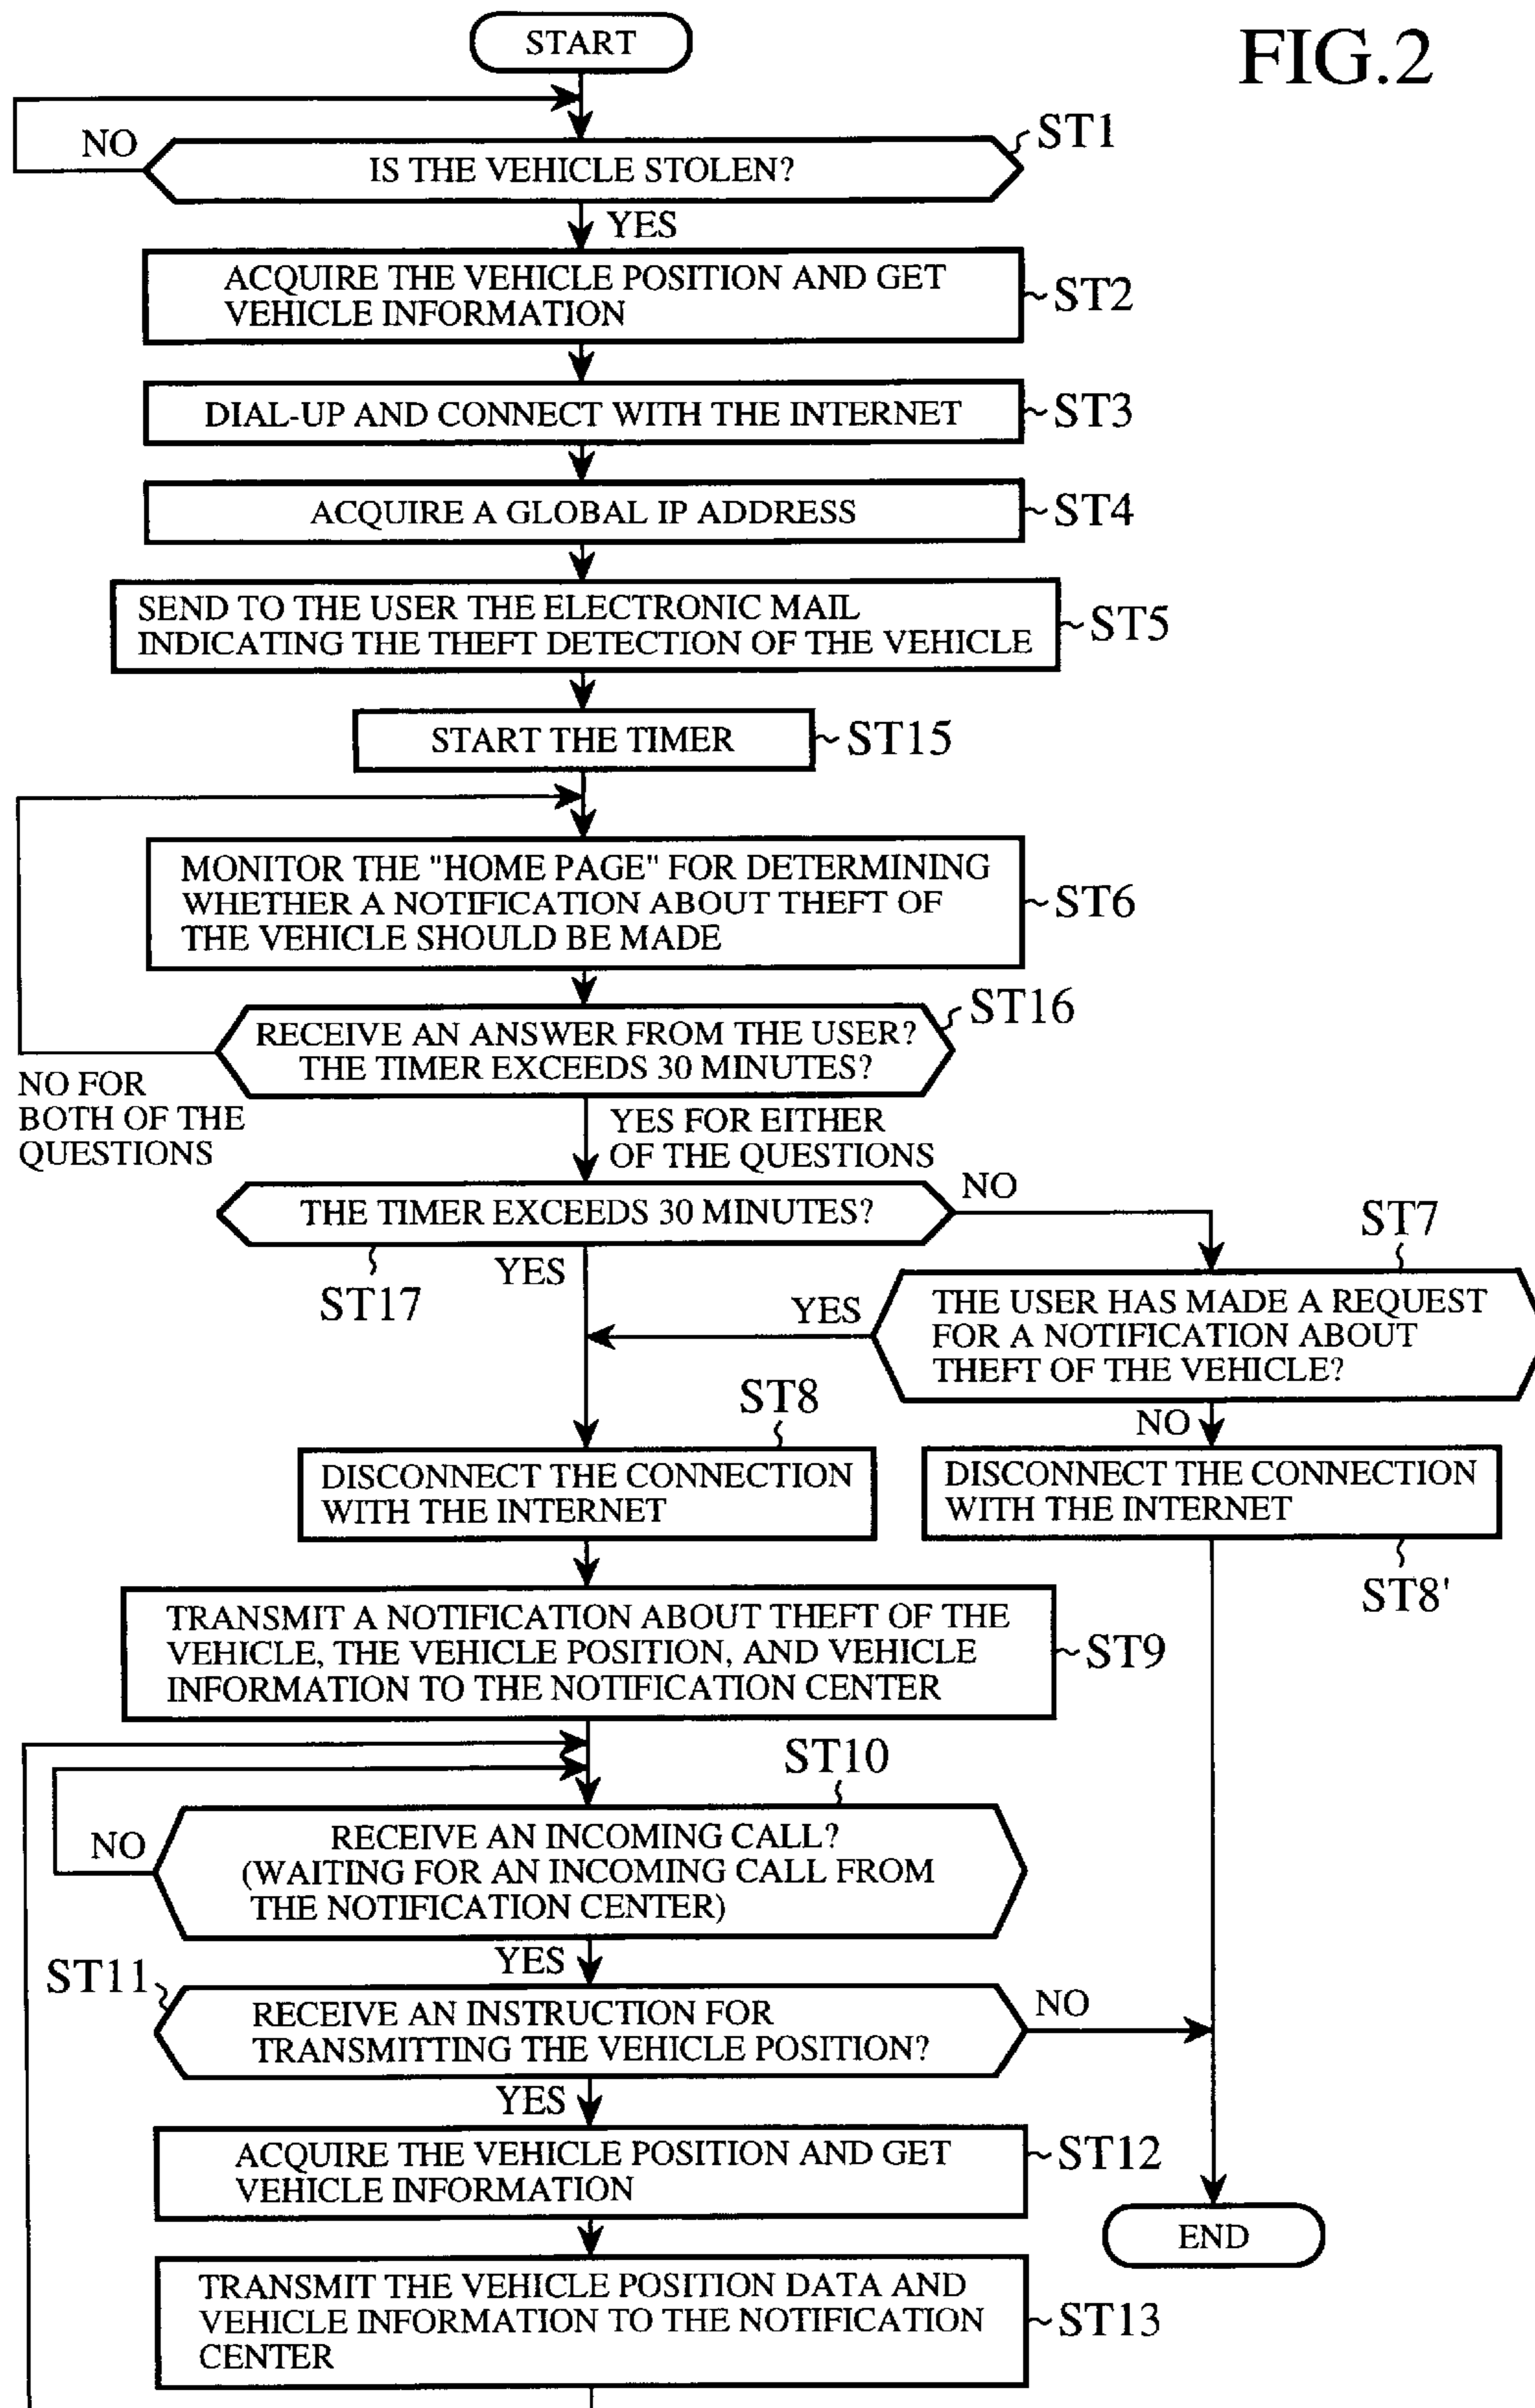 START
FIG.2
NO
ST1
IS THE VEHICLE STOLEN?
YES
ACQUIRE THE VEHICLE POSITION AND GET
VEHICLE INFORMATION
ST2
DIAL-UP AND CONNECT WITH THE INTERNET
ST3
ACQUIRE A GLOBAL IP ADDRESS
ST4
SEND TO THE USER THE ELECTRONIC MAIL
INDICATING THE THEFT DETECTION OF THE VEHICLE
ST5
START THE TIMER
ST15
MONITOR THE "HOME PAGE" FOR DETERMINING
WHETHER A NOTIFICATION ABOUT THEFT OF
THE VEHICLE SHOULD BE MADE
ST6
ST16
RECEIVE AN ANSWER FROM THE USER?
THE TIMER EXCEEDS 30 MINUTES?
NO FOR
BOTH OF THE
QUESTIONS
YES FOR EITHER
OF THE QUESTIONS
THE TIMER EXCEEDS 30 MINUTES?
NO
ST17
YES
ST7
THE USER HAS MADE A REQUEST
FOR A NOTIFICATION ABOUT
THEFT OF THE VEHICLE?
YES
NO
ST8
DISCONNECT THE CONNECTION
WITH THE INTERNET
DISCONNECT THE CONNECTION
WITH THE INTERNET
ST8'
TRANSMIT A NOTIFICATION ABOUT THEFT OF THE
VEHICLE, THE VEHICLE POSITION, AND VEHICLE
INFORMATION TO THE NOTIFICATION CENTER
ST9
ST10
NO
RECEIVE AN INCOMING CALL?
(WAITING FOR AN INCOMING CALL FROM
THE NOTIFICATION CENTER)
YES
ST11
RECEIVE AN INSTRUCTION FOR
TRANSMITTING THE VEHICLE POSITION?
NO
YES
ACQUIRE THE VEHICLE POSITION AND GET
VEHICLE INFORMATION
ST12
END
TRANSMIT THE VEHICLE POSITION DATA AND
VEHICLE INFORMATION TO THE NOTIFICATION
CENTER
ST13